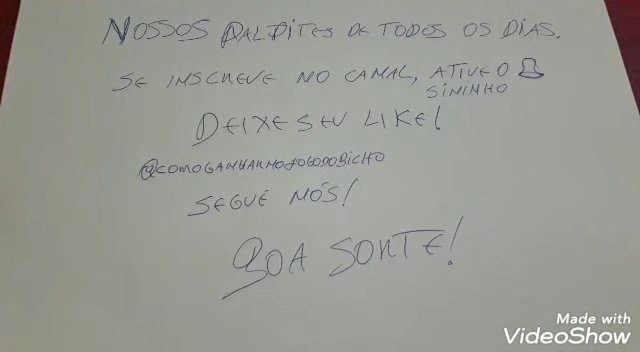 NOSSOS PALPITES DE TODOS OS DIAS.
SE INSCREVE NO CANAL, ATIVE O
SININHO
DEIXE SEU LIKE!
@COMOGANHARNOJOGODOBICHO
SEGUE NÓS!
BOA SORTE!
Made with
VideoShow